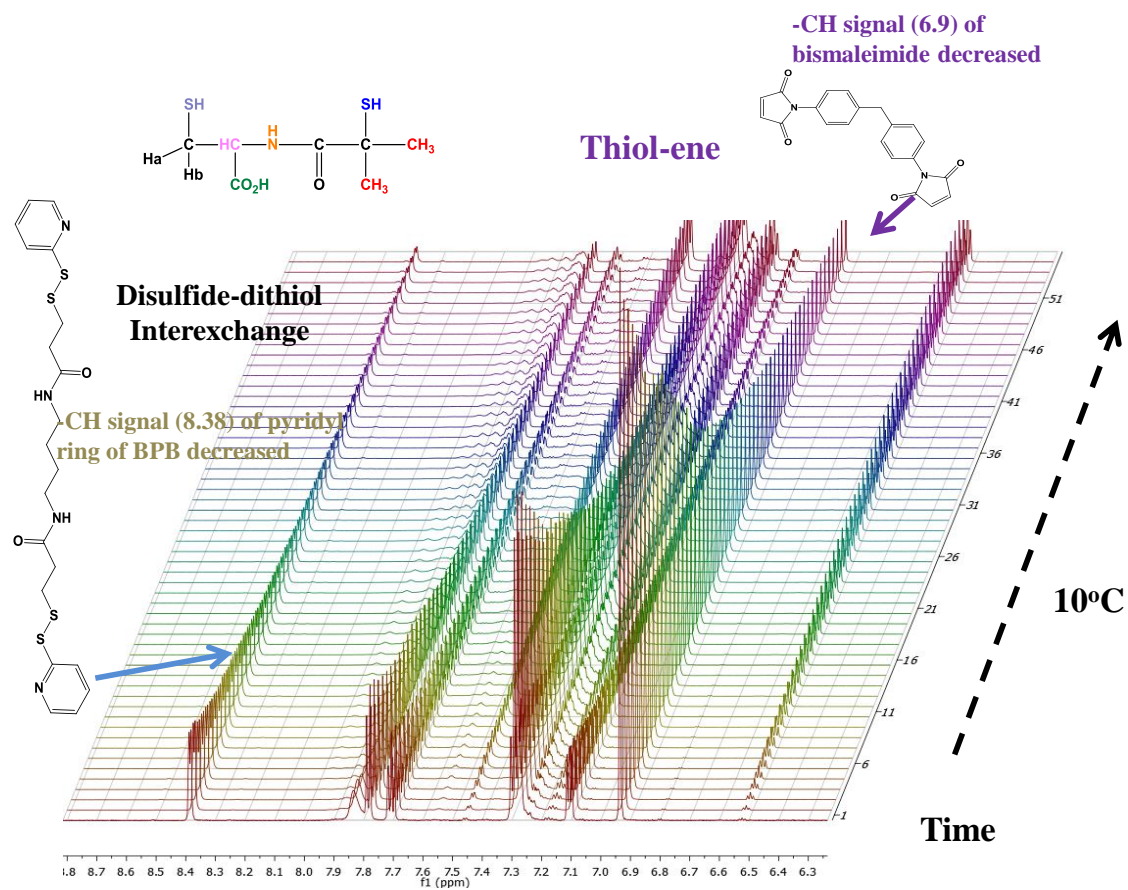 -CH signal (6.9) of
bismaleimide decreased
Thiol-ene
SH
SH
Ha
Hb
HC
H
N
CO2H
O
C
C
CH3
CH3
O
N
O
O
N
O
N
S
S
O
HN
NH
O
S
S
N
Disulfide-dithiol
Interexchange
-CH signal (8.38) of pyridyl
ring of BPB decreased
51
46
41
36
31
26
21
16
11
6
1
10°C
Time
8.8 8.7 8.6 8.5 8.4 8.3 8.2 8.1 8.0 7.9 7.8 7.7 7.6 7.5 7.4 7.3 7.2 7.1 7.0 6.9 6.8 6.7 6.6 6.5 6.4 6.3
f1 (ppm)